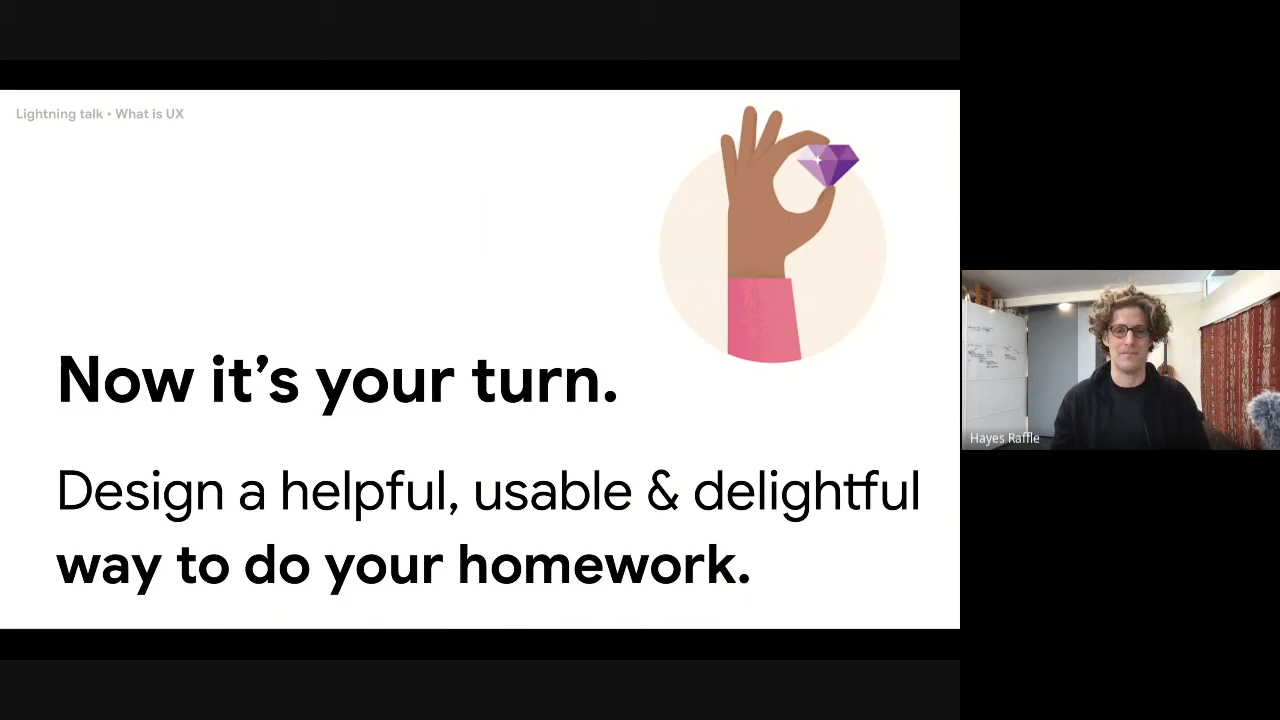 Lightning talk • What is UX
Now it’s your turn.
Design a helpful, usable & delightful
way to do your homework.
Hayes Raffle